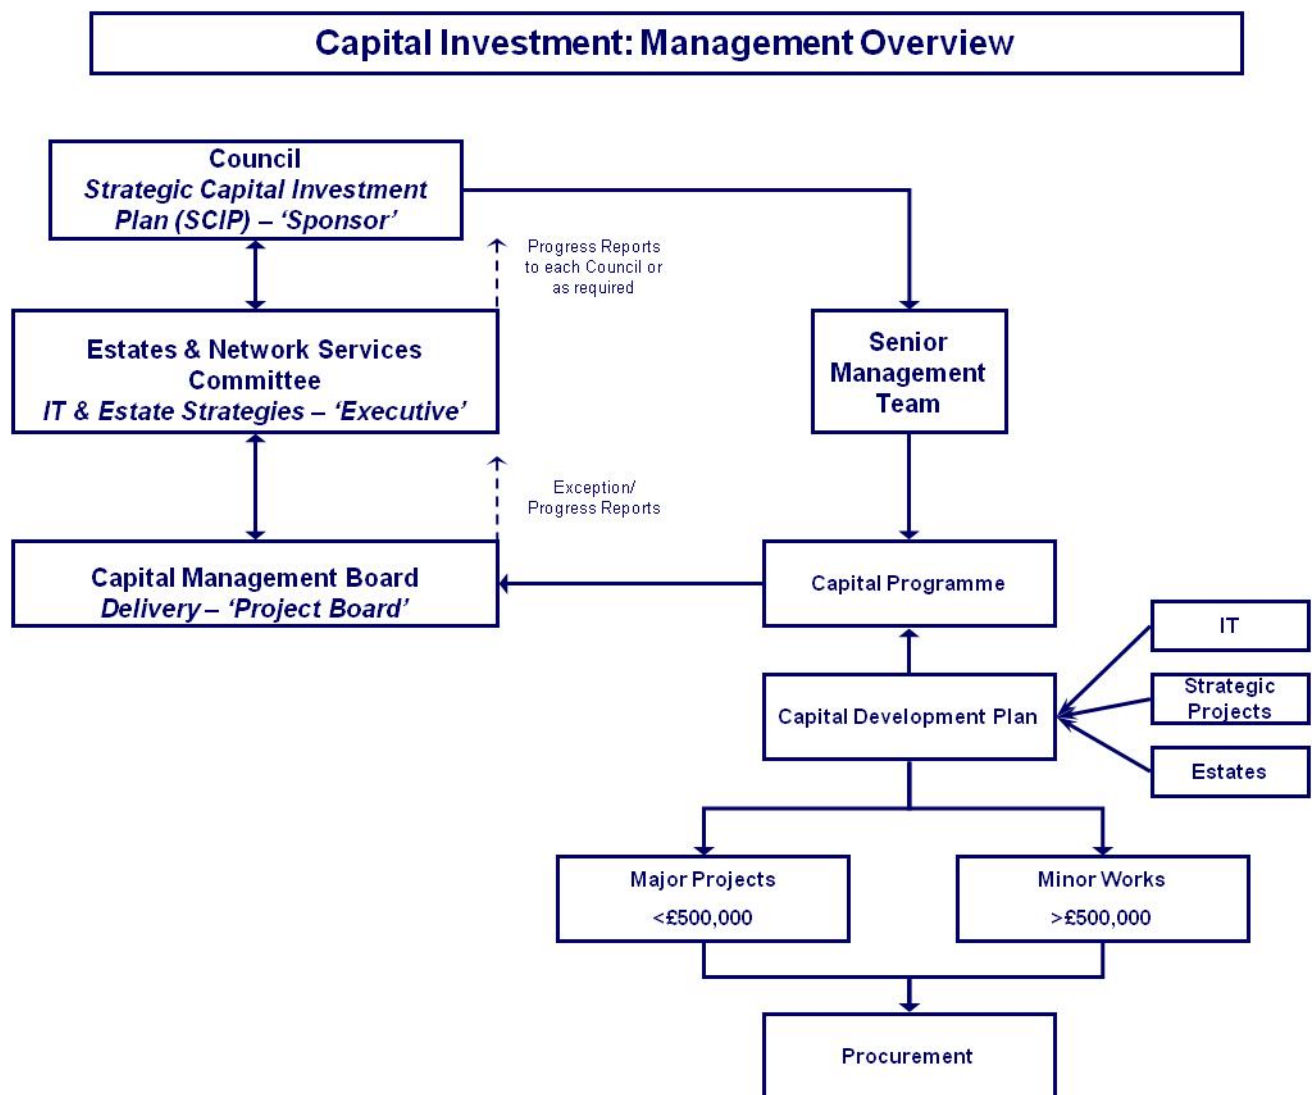 Capital Investment: Management Overview
Council
Strategic Capital Investment
Plan (SCIP) – ‘Sponsor’
Progress Reports
to each Council or
as required
Estates & Network Services
Committee
IT & Estate Strategies – ‘Executive’
Senior
Management
Team
Exception/
Progress Reports
Capital Management Board
Delivery – ‘Project Board’
Capital Programme
IT
Strategic
Projects
Capital Development Plan
Estates
Major Projects
<£500,000
Minor Works
>£500,000
Procurement